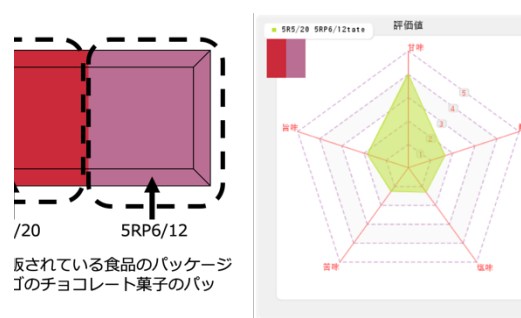 /20
5RP6/12
販されている食品のパッケージ
ゴのチョコレート菓子のパッ
5R5/20 5RP6/12tate
評価値
甘味
5
4
3
2
1
旨味
苦味
塩味